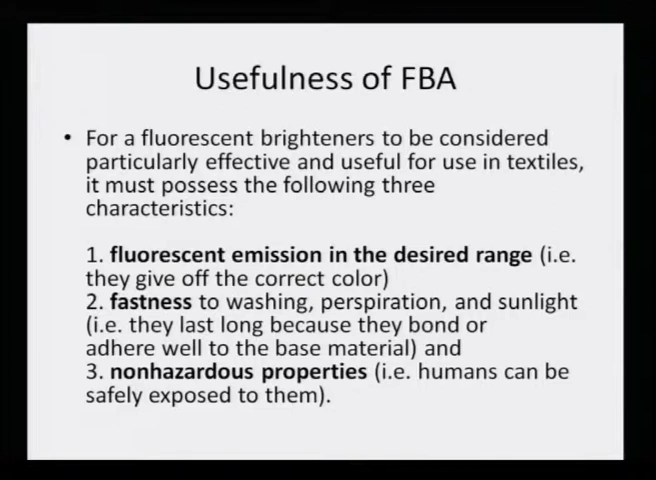 Usefulness of FBA
• For a fluorescent brighteners to be considered
particularly effective and useful for use in textiles,
it must possess the following three
characteristics:
1. fluorescent emission in the desired range (i.e.
they give off the correct color)
2. fastness to washing, perspiration, and sunlight
(i.e. they last long because they bond or
adhere well to the base material) and
3. nonhazardous properties (i.e. humans can be
safely exposed to them).